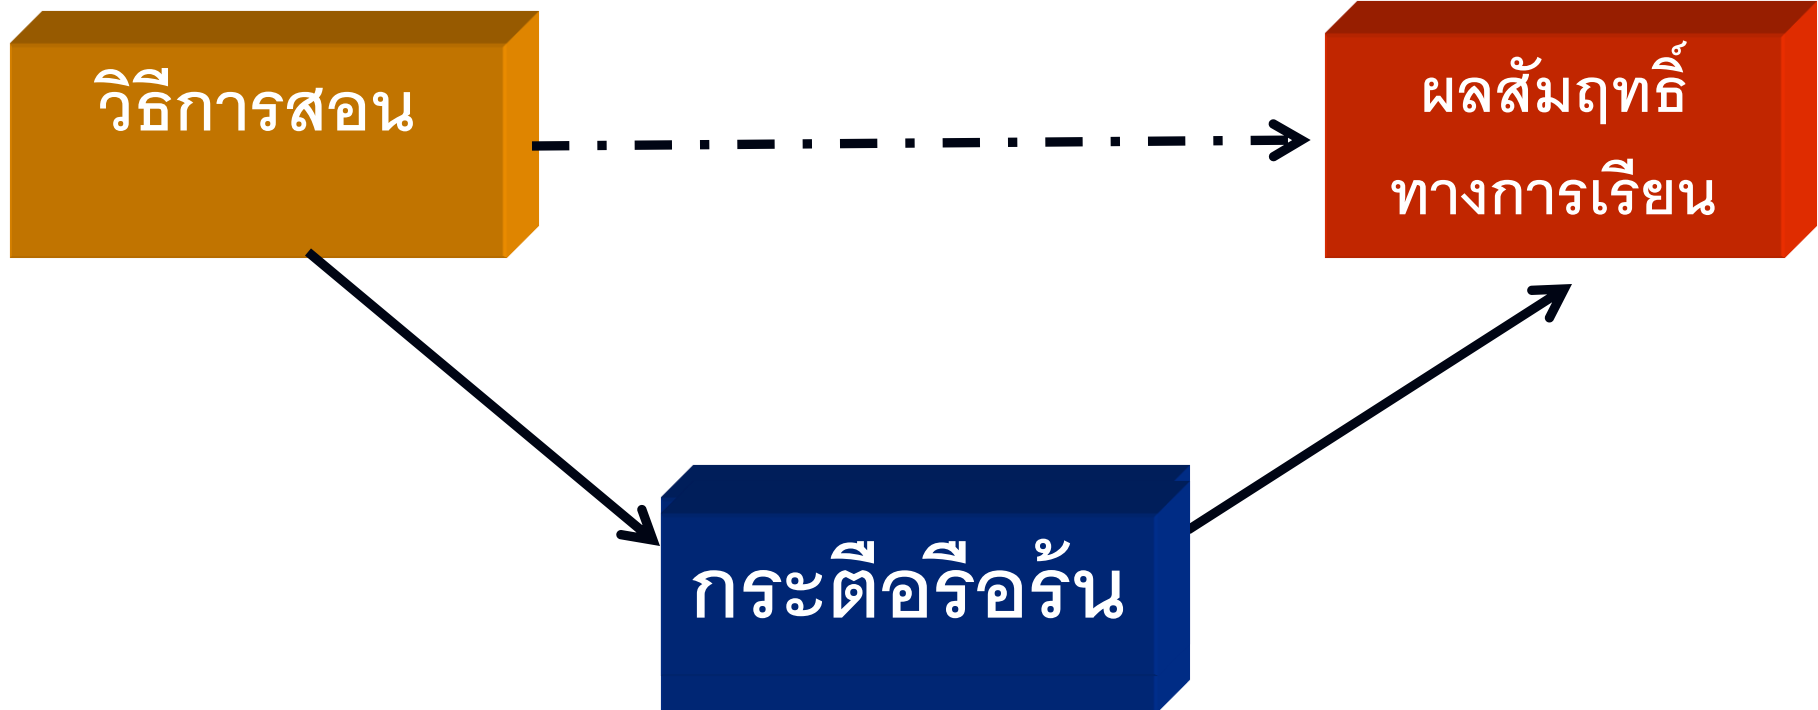 วิธีการสอน
ผลสัมฤทธิ์
ทางการเรียน
กระตือรือร้น